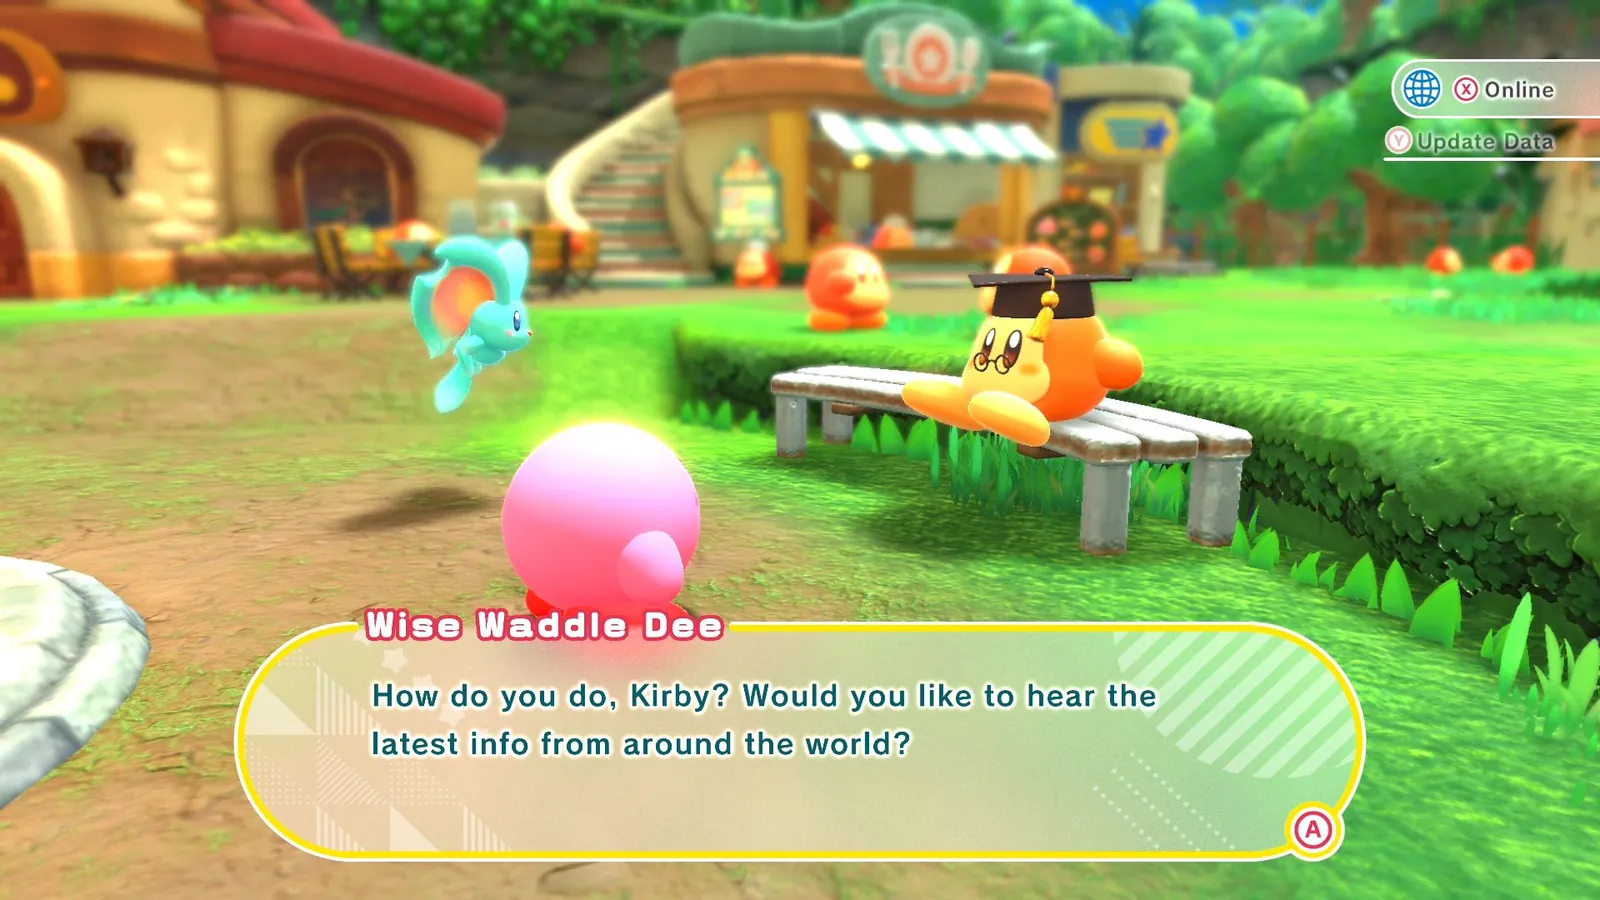 X Online
Y Update Data
Wise Waddle Dee
How do you do, Kirby? Would you like to hear the
latest info from around the world?
A